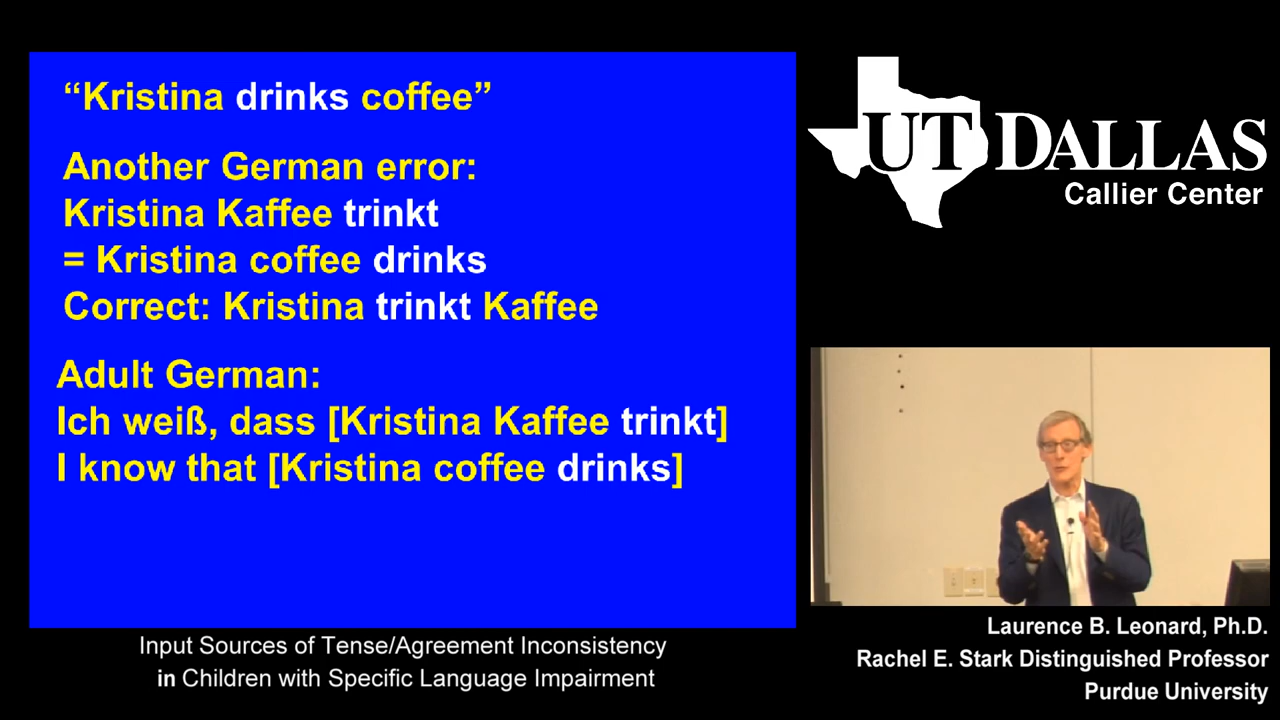 “Kristina drinks coffee”
Another German error:
Kristina Kaffee trinkt
= Kristina coffee drinks
Correct: Kristina trinkt Kaffee
Adult German:
Ich weiß, dass [Kristina Kaffee trinkt]
I know that [Kristina coffee drinks]
Input Sources of Tense/Agreement Inconsistency
in Children with Specific Language Impairment
UT DALLAS
Callier Center
Laurence B. Leonard, Ph.D.
Rachel E. Stark Distinguished Professor
Purdue University